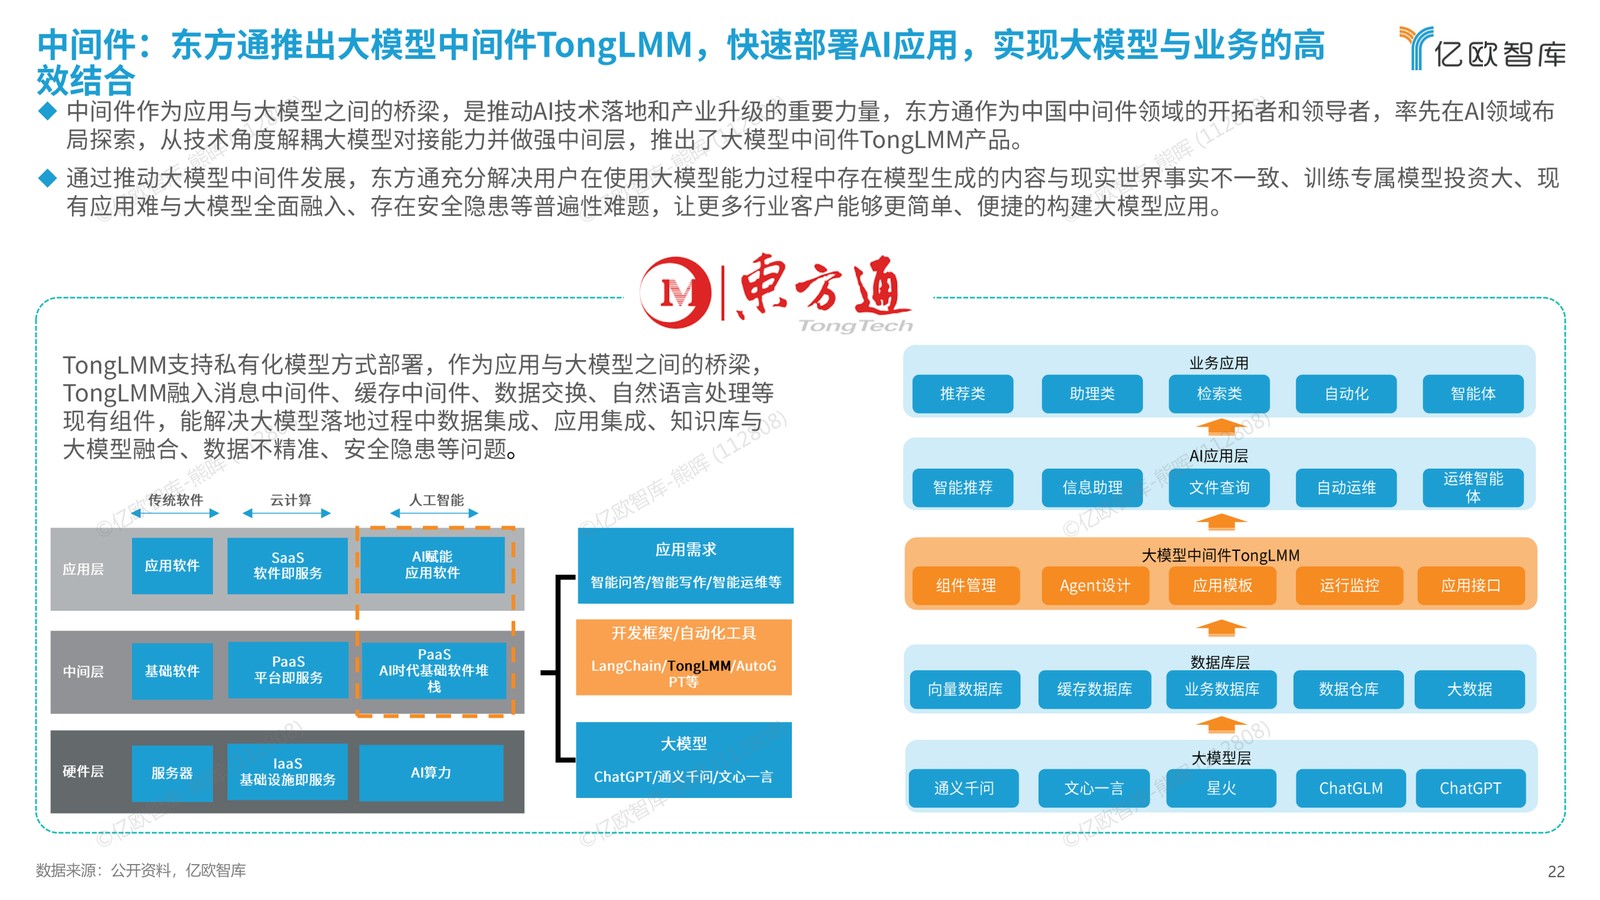 中间件：东方通推出大模型中间件TongLMM，快速部署AI应用，实现大模型与业务的高
效结合
亿欧智库
中间件作为应用与大模型之间的桥梁，是推动AI技术落地和产业升级的重要力量，东方通作为中国中间件领域的开拓者和领导者，率先在AI领域布
局探索，从技术角度解耦大模型对接能力并做强中间层，推出了大模型中间件TongLMM产品。
通过推动大模型中间件发展，东方通充分解决用户在使用大模型能力过程中存在模型生成的内容与现实世界事实不一致、训练专属模型投资大、现
有应用难与大模型全面融入、存在安全隐患等普遍性难题，让更多行业客户能够更简单、便捷的构建大模型应用。
東方通
TongTech
TongLMM支持私有化模型方式部署，作为应用与大模型之间的桥梁，
TongLMM融入消息中间件、缓存中间件、数据交换、自然语言处理等
现有组件，能解决大模型落地过程中数据集成、应用集成、知识库与
大模型融合、数据不精准、安全隐患等问题。
传统软件
云计算
人工智能
应用层
应用软件
SaaS
软件即服务
AI赋能
应用软件
中间层
基础软件
PaaS
平台即服务
PaaS
AI时代基础软件堆
栈
硬件层
服务器
IaaS
基础设施即服务
AI算力
应用需求
智能问答/智能写作/智能运维等
开发框架/自动化工具
LangChain/TongLMM/AutoG
PT等
大模型
ChatGPT/通义千问/文心一言
业务应用
推荐类
助理类
检索类
自动化
智能体
AI应用层
智能推荐
信息助理
文件查询
自动运维
运维智能
体
大模型中间件TongLMM
组件管理
Agent设计
应用模板
运行监控
应用接口
数据库层
向量数据库
缓存数据库
业务数据库
数据仓库
大数据
大模型层
通义千问
文心一言
星火
ChatGLM
ChatGPT
©亿欧智库-熊晖 (112808)
数据来源：公开资料，亿欧智库
22